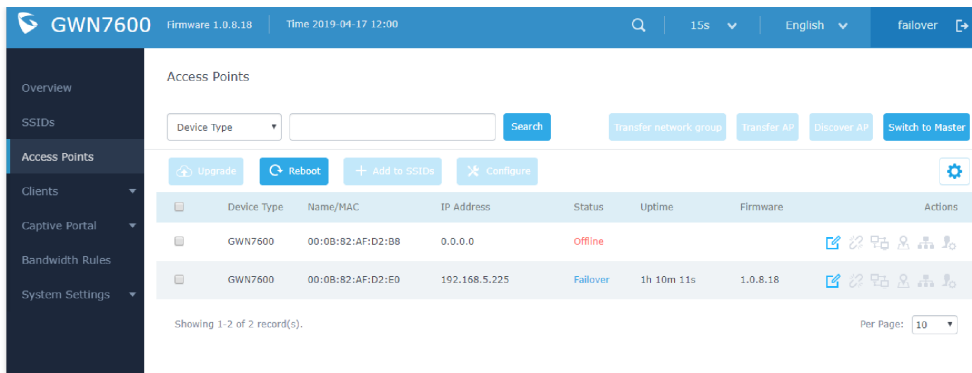 GWN7600 Firmware 1.0.8.18 Time 2019-04-17 12:00 15s English failover
Overview
SSIDs
Access Points
Clients
Captive Portal
Bandwidth Rules
System Settings
Access Points
Device Type Search Transfer network group Transfer AP Discover AP Switch to Master
Upgrade Reboot Add to SSIDs Configure
Device Type Name/MAC IP Address Status Uptime Firmware Actions
GWN7600 00:0B:82:AF:D2:B8 0.0.0.0 Offline
GWN7600 00:0B:82:AF:D2:E0 192.168.5.225 Failover 1h 10m 11s 1.0.8.18
Showing 1-2 of 2 record(s). Per Page: 10